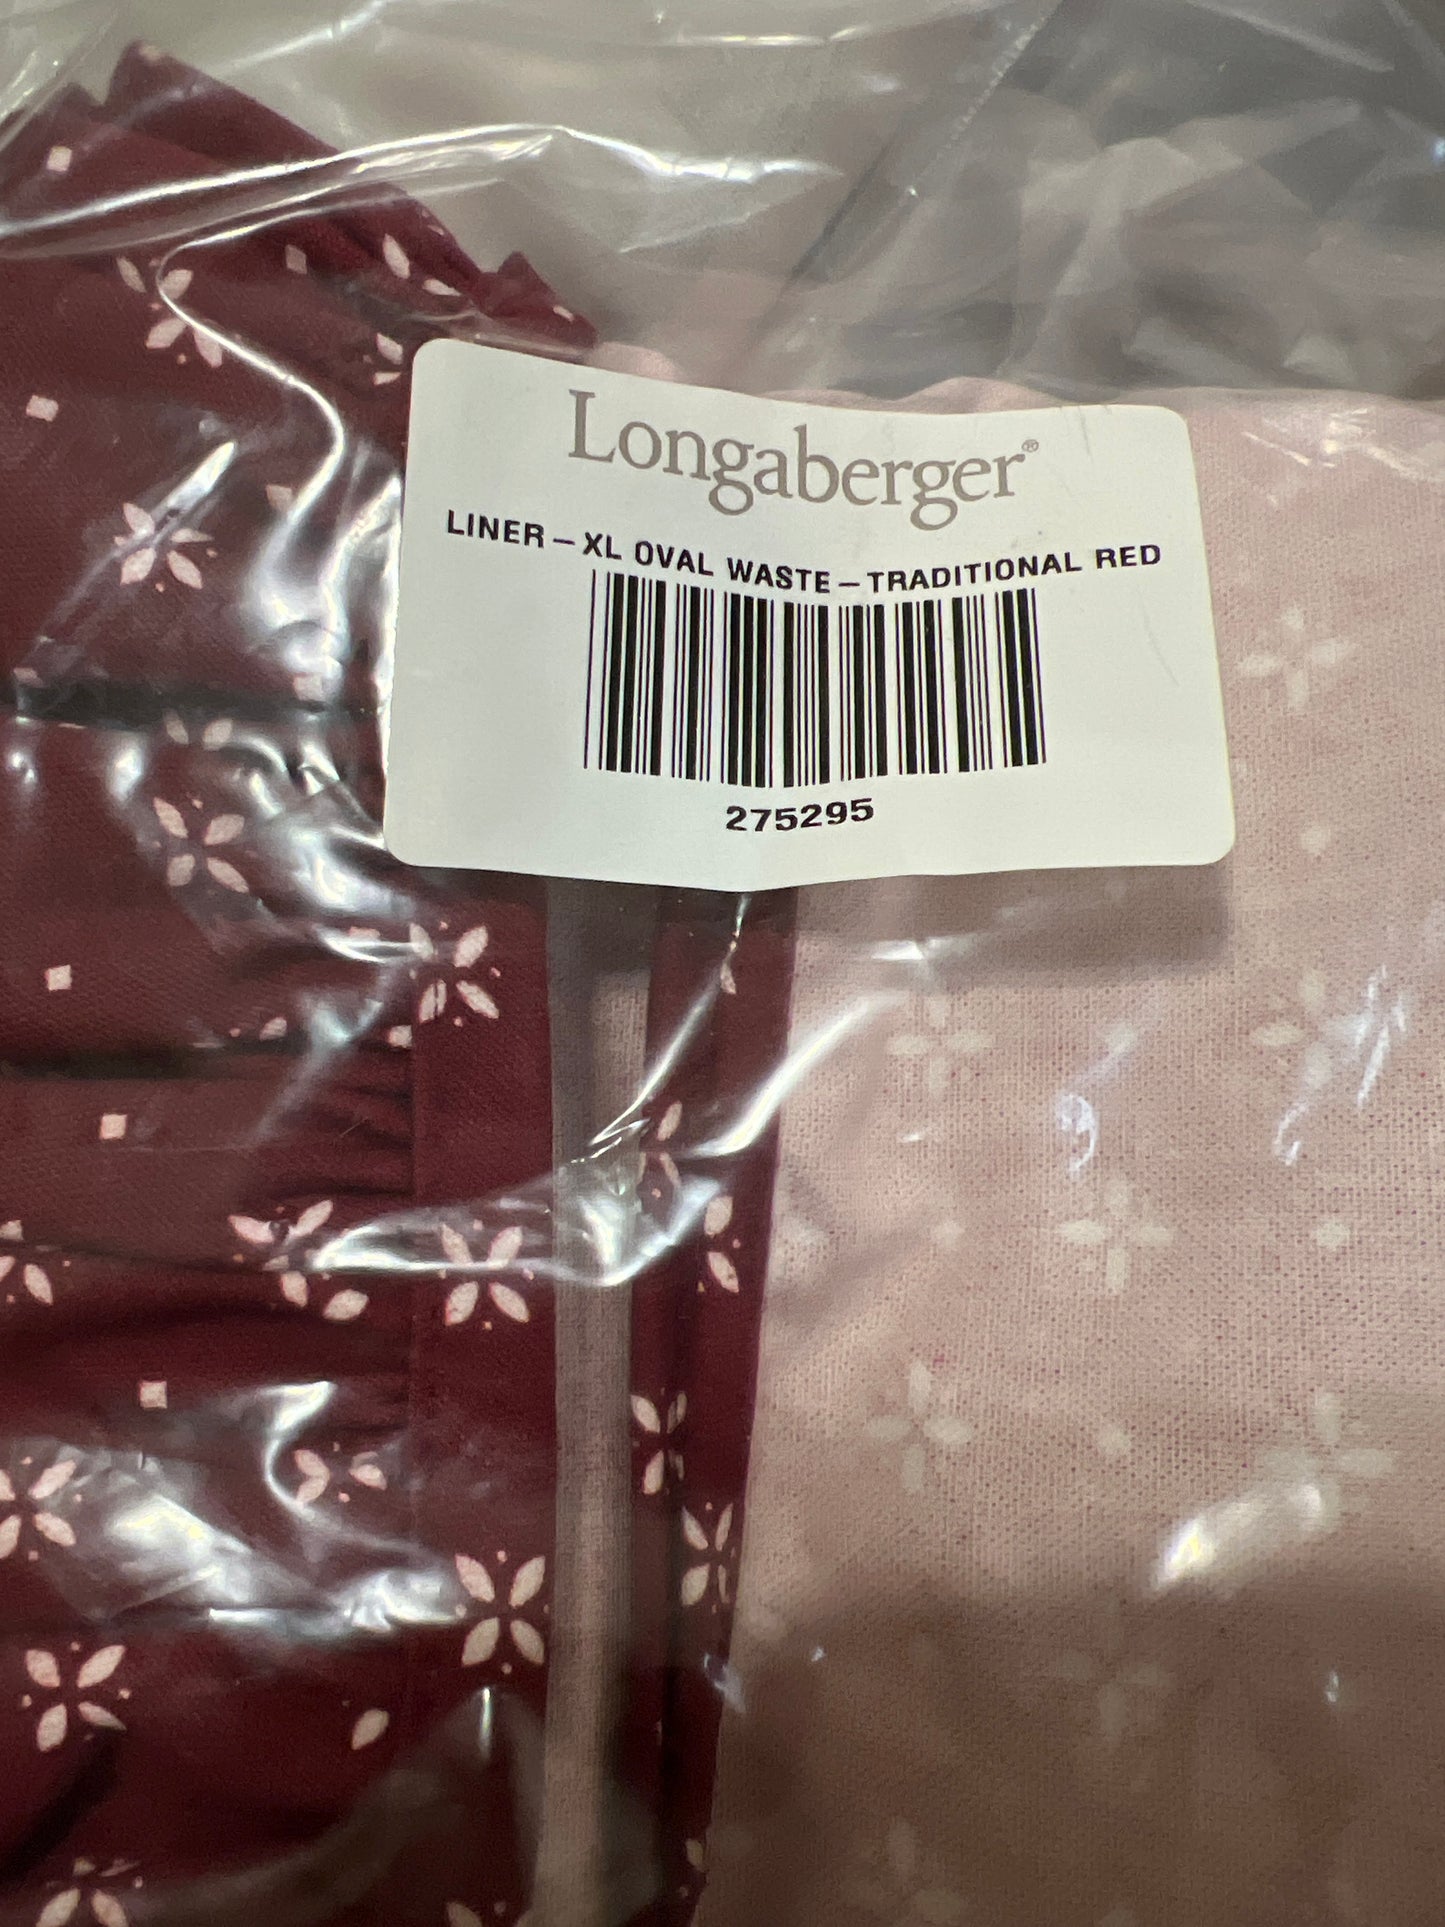 Longaberger®
LINER – XL OVAL WASTE – TRADITIONAL RED
275295